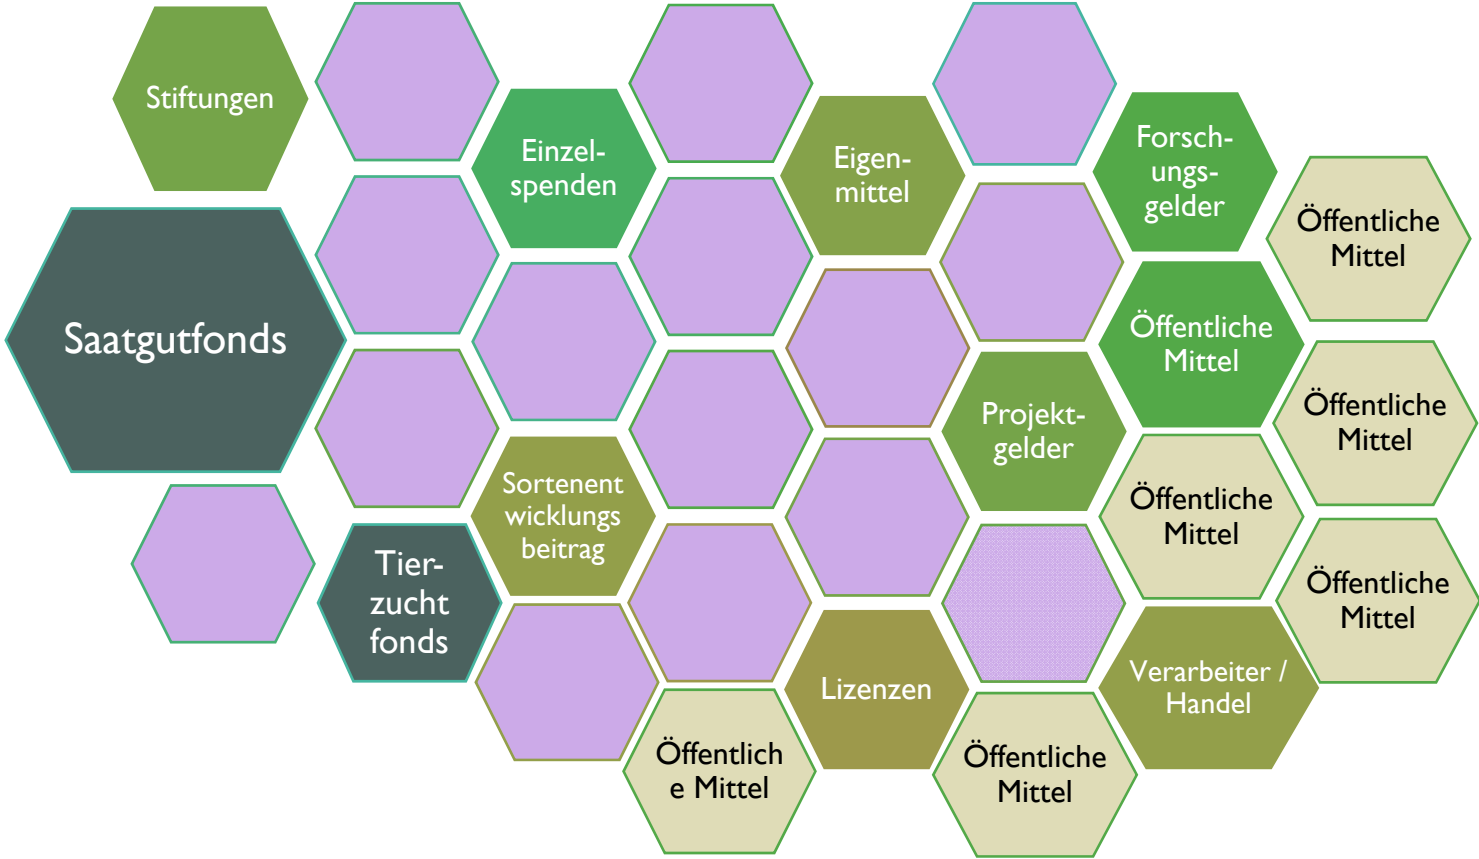 Stiftungen
Einzel-
spenden
Eigen-
mittel
Forsch-
ungs-
gelder
Öffentliche
Mittel
Saatgutfonds
Öffentliche
Mittel
Öffentliche
Mittel
Projekt-
gelder
Sortenent
wicklungs
beitrag
Öffentliche
Mittel
Tier-
zucht
fonds
Öffentliche
Mittel
Lizenzen
Verarbeiter /
Handel
Öffentlich
e Mittel
Öffentliche
Mittel